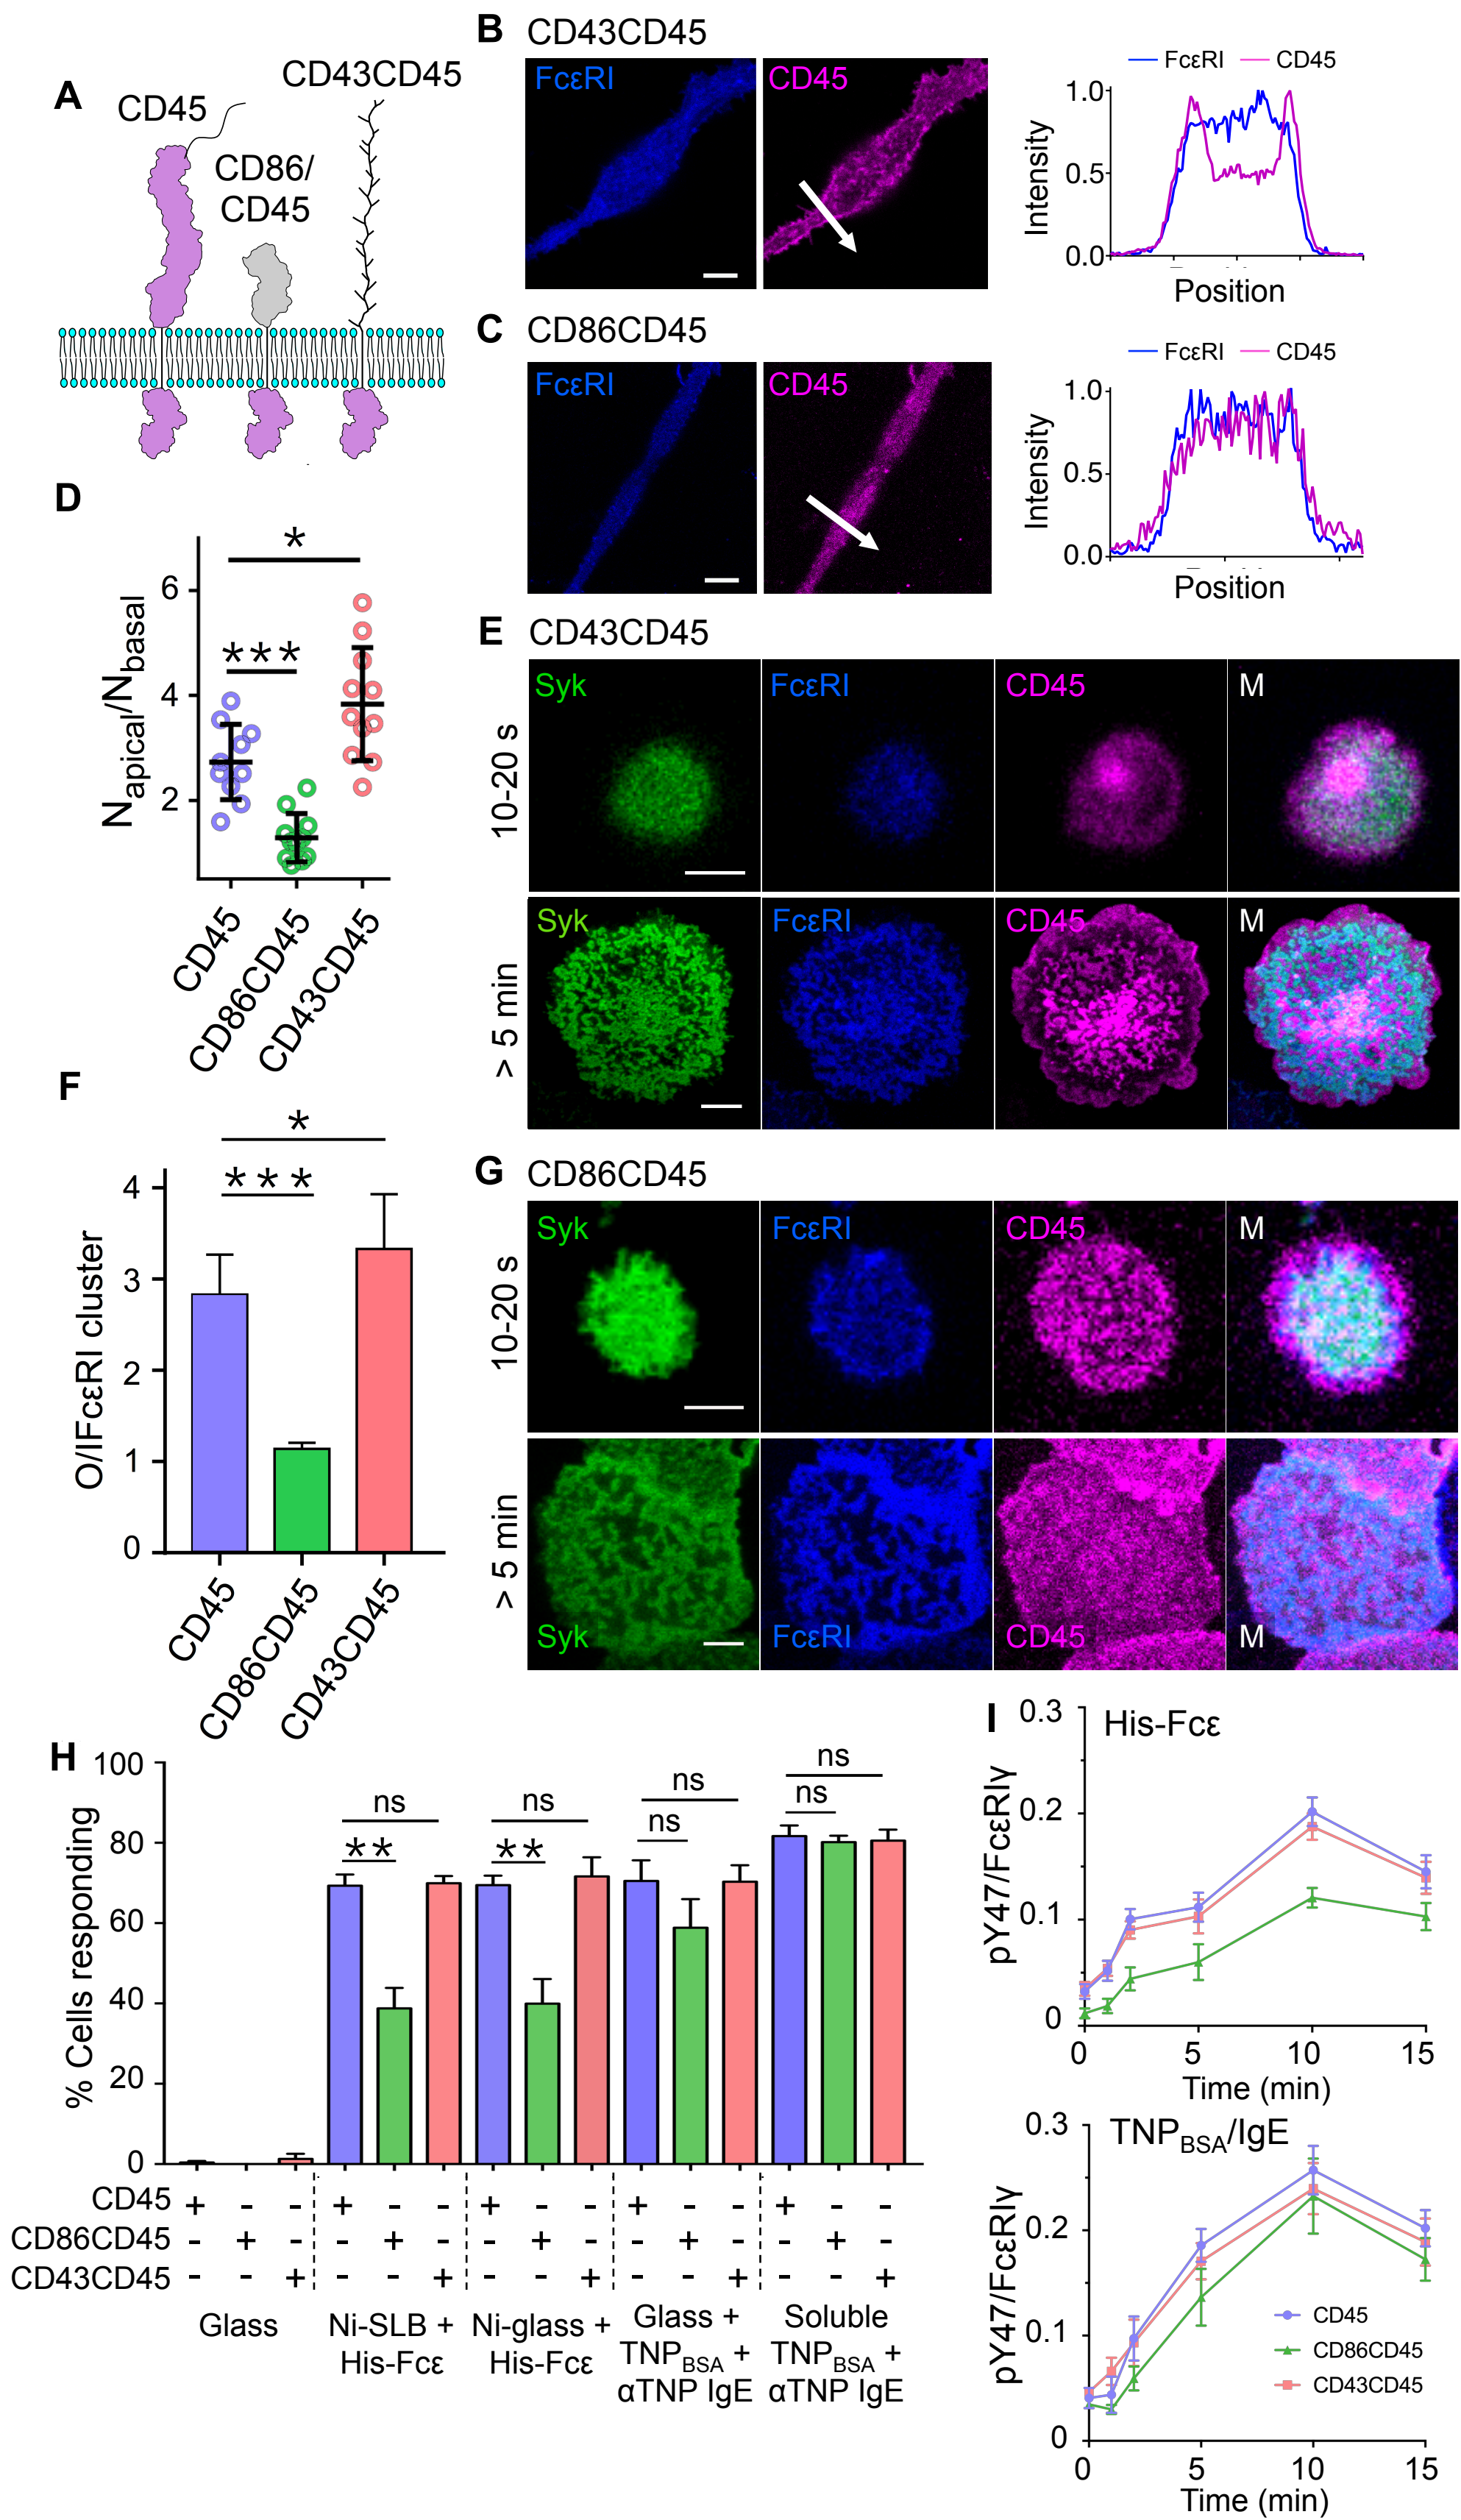 A
CD45
CD86/
CD45
CD43CD45
B
CD43CD45
FcεRI
CD45
FcεRI
CD45
Intensity
1.0
0.5
0.0
Position
C
CD86CD45
FcεRI
CD45
FcεRI
CD45
Intensity
1.0
0.5
0.0
Position
D
Napical/Nbasal
6
4
2
*
***
CD45
CD86CD45
CD43CD45
E
CD43CD45
10-20 s
Syk
FcεRI
CD45
M
> 5 min
Syk
FcεRI
CD45
M
F
O/IFcεRI cluster
4
3
2
1
0
*
***
CD45
CD86CD45
CD43CD45
G
CD86CD45
10-20 s
Syk
FcεRI
CD45
M
> 5 min
Syk
FcεRI
CD45
M
H
% Cells responding
100
80
60
40
20
0
ns
**
ns
**
ns
ns
ns
ns
CD45 + - - + - - + - - + - - + - -
CD86CD45 - + - - + - - + - - + - - + -
CD43CD45 - - + - - + - - + - - + - - +
Glass
Ni-SLB +
His-Fcε
Ni-glass +
His-Fcε
Glass +
TNPBSA +
αTNP IgE
Soluble
TNPBSA +
αTNP IgE
I
His-Fcε
pY47/FcεRIγ
0.3
0.2
0.1
0
0 5 10 15
Time (min)
TNPBSA/IgE
pY47/FcεRIγ
0.3
0.2
0.1
0
CD45
CD86CD45
CD43CD45
0 5 10 15
Time (min)